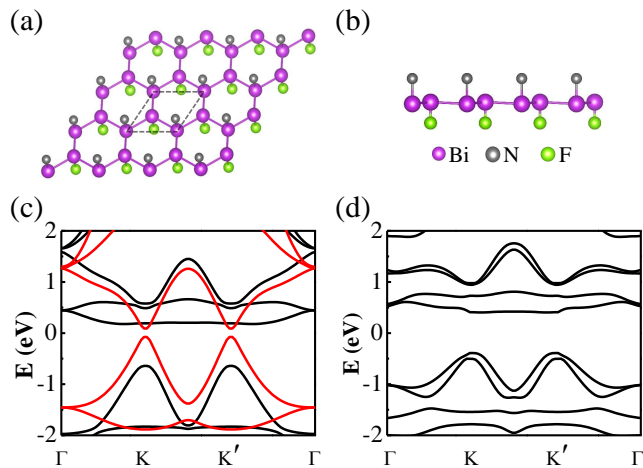 (a)
(b)
Bi N F
(c)
(d)
2
1
0
-1
-2
E (eV)
Γ K K′ Γ
2
1
0
-1
-2
E (eV)
Γ K K′ Γ